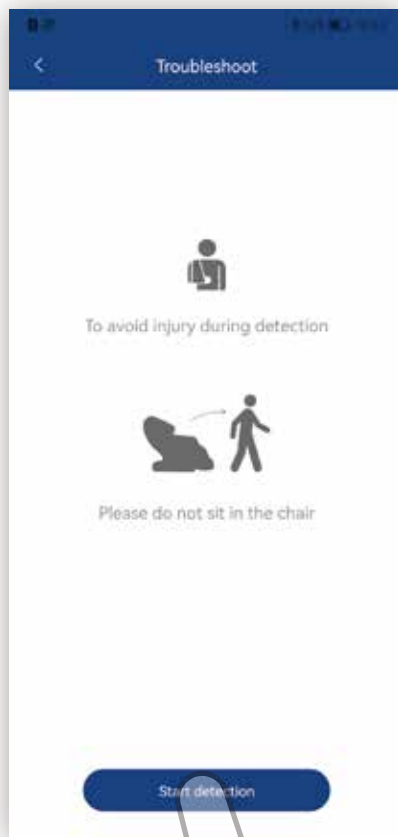 Troubleshoot
To avoid injury during detection
Please do not sit in the chair
Start detection